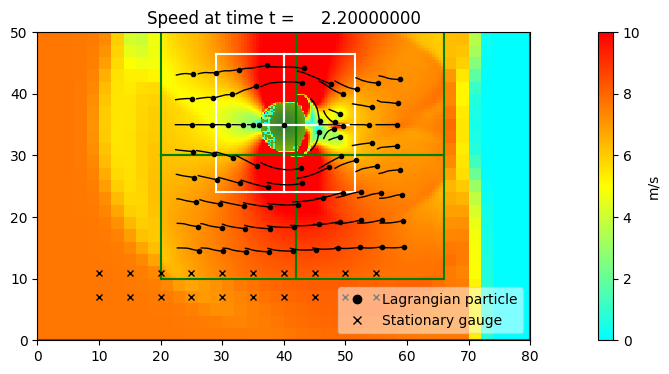 Speed at time t = 2.20000000
50
40
30
20
10
0
0 10 20 30 40 50 60 70 80
Lagrangian particle
Stationary gauge
10
8
6
4
2
0
m/s